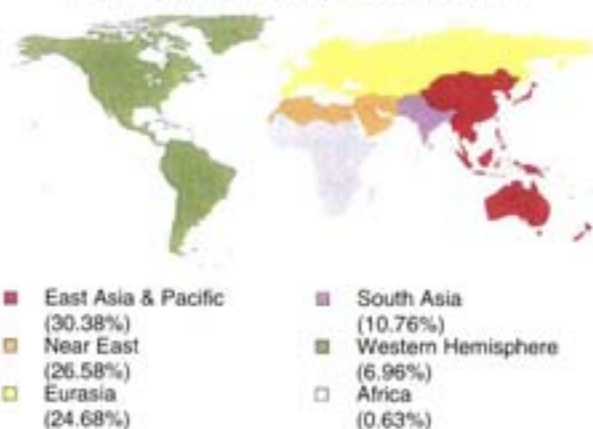 East Asia & Pacific
(30.38%)
Near East
(26.58%)
Eurasia
(24.68%)
South Asia
(10.76%)
Western Hemisphere
(6.96%)
Africa
(0.63%)